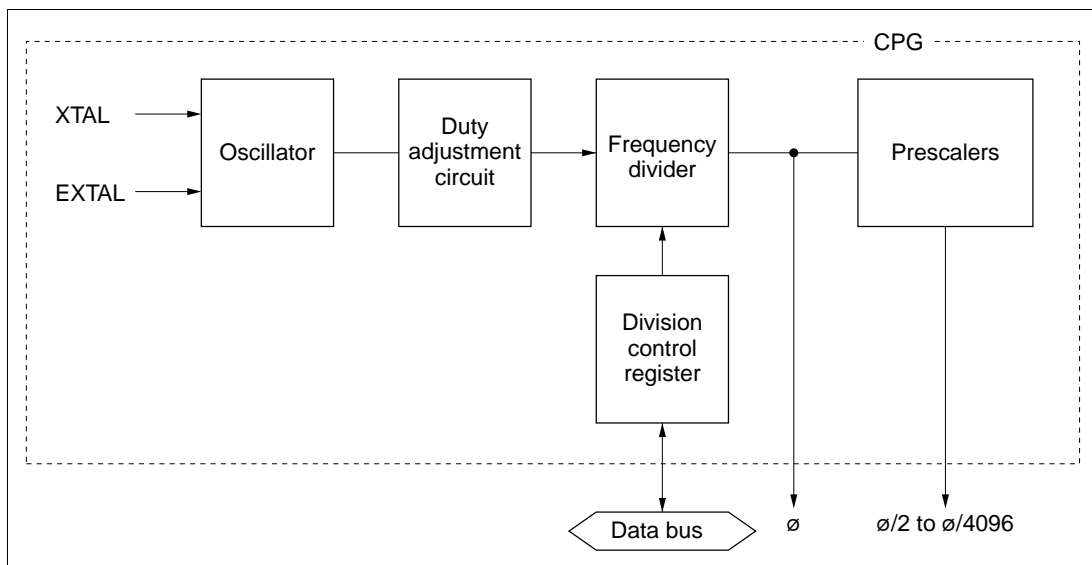 CPG
XTAL
EXTAL
Oscillator
Duty
adjustment
circuit
Frequency
divider
Prescalers
Division
control
register
Data bus
ø
ø/2 to ø/4096